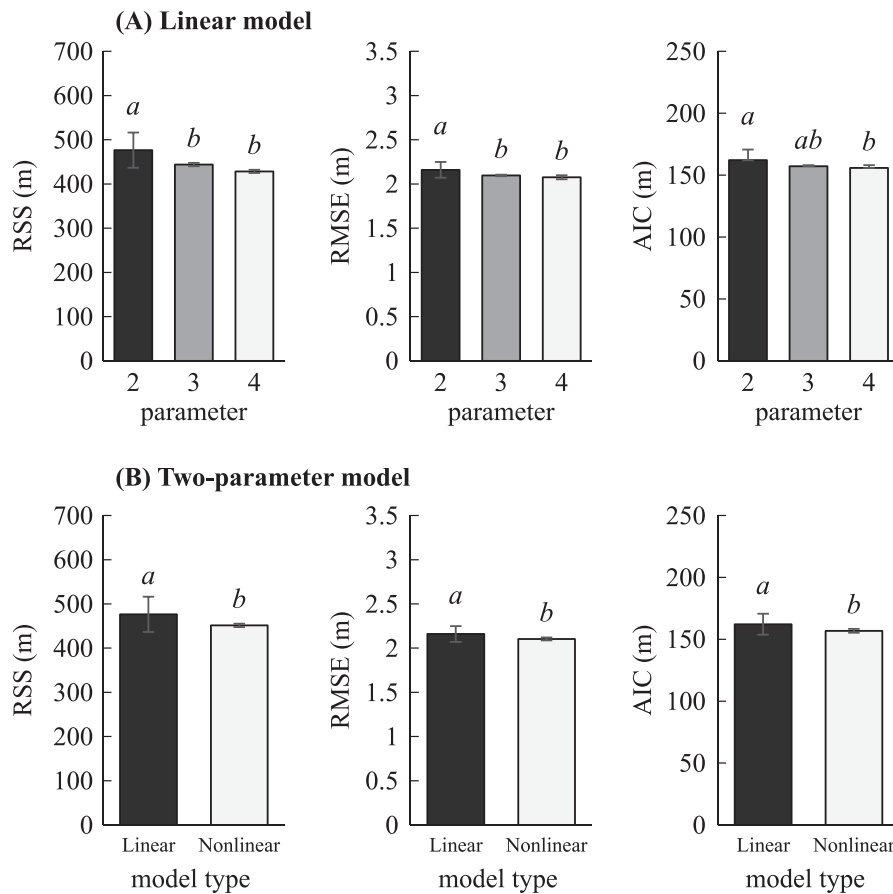 (A) Linear model
RSS (m)
700
600
500
400
300
200
100
0
a
b
b
2 3 4
parameter
RMSE (m)
3.5
3
2.5
2
1.5
1
0.5
0
a
b
b
2 3 4
parameter
AIC (m)
250
200
150
100
50
0
a
ab
b
2 3 4
parameter
(B) Two-parameter model
RSS (m)
700
600
500
400
300
200
100
0
a
b
Linear Nonlinear
model type
RMSE (m)
3.5
3
2.5
2
1.5
1
0.5
0
a
b
Linear Nonlinear
model type
AIC (m)
250
200
150
100
50
0
a
b
Linear Nonlinear
model type